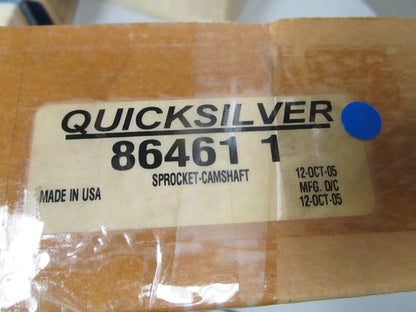 QUICKSILVER
86461 1
SPROCKET-CAMSHAFT
12-OCT-05
MADE IN USA
MFG. D/C
12-OCT-05